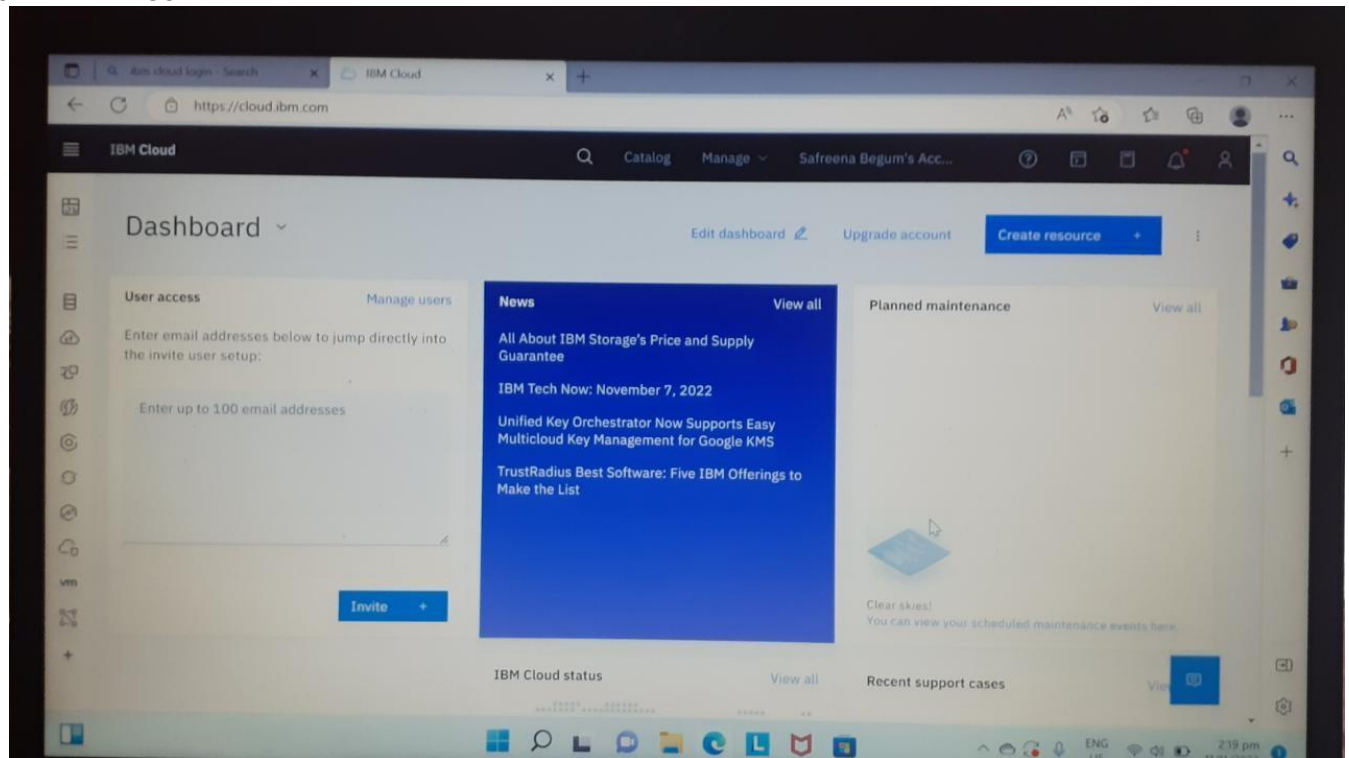 ibm cloud login - Search
IBM Cloud
https://cloud.ibm.com
IBM Cloud
Catalog
Manage
Safreena Begum's Acc...
Dashboard
Edit dashboard
Upgrade account
Create resource +
User access
Manage users
Enter email addresses below to jump directly into
the invite user setup:
Enter up to 100 email addresses
Invite +
News
View all
All About IBM Storage's Price and Supply
Guarantee
IBM Tech Now: November 7, 2022
Unified Key Orchestrator Now Supports Easy
Multicloud Key Management for Google KMS
TrustRadius Best Software: Five IBM Offerings to
Make the List
Planned maintenance
View all
Clear skies!
You can view your scheduled maintenance events here.
IBM Cloud status
View all
Recent support cases
vm
ENG
2:19 pm